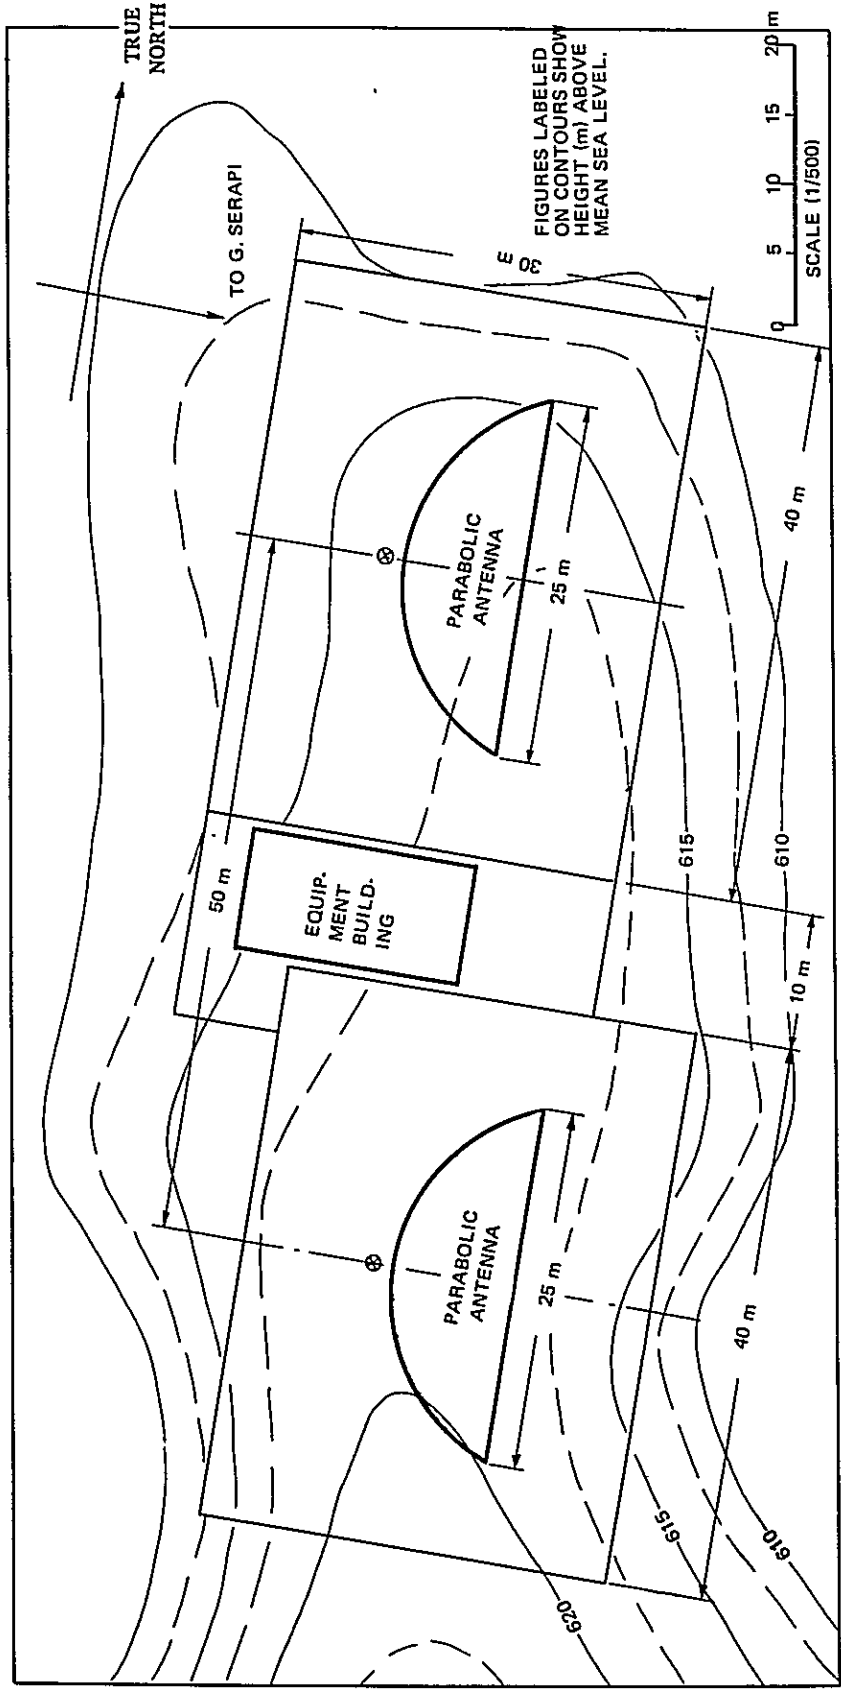 TRUE
NORTH
TO G. SERAPI
FIGURES LABELED
ON CONTOURS SHOW
HEIGHT (m) ABOVE
MEAN SEA LEVEL.
0 5 10 15 20 m
SCALE (1/500)
30 m
40 m
PARABOLIC
ANTENNA
25 m
50 m
EQUIP-
MENT
BUILD-
ING
615
610
10 m
PARABOLIC
ANTENNA
25 m
40 m
620
615
610